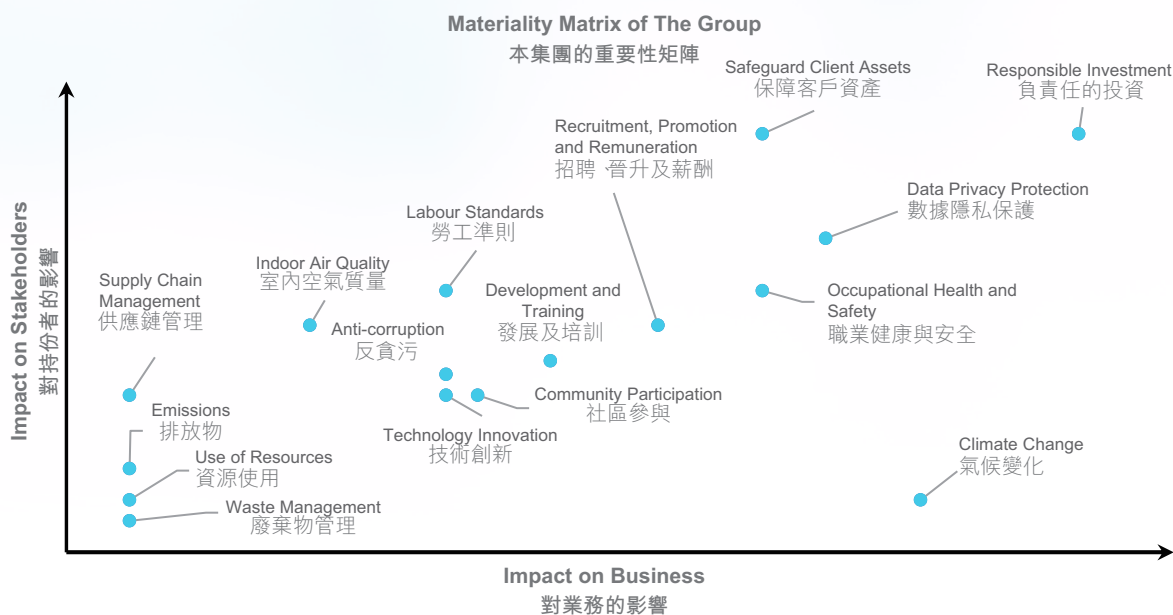 Materiality Matrix of The Group
本集團的重要性矩陣
Safeguard Client Assets
保障客戶資產
Responsible Investment
負責任的投資
Recruitment, Promotion
and Remuneration
招聘、晉升及薪酬
Data Privacy Protection
數據隱私保護
Labour Standards
勞工準則
Indoor Air Quality
室內空氣質量
Supply Chain
Management
供應鏈管理
Development and
Training
發展及培訓
Occupational Health and
Safety
職業健康與安全
Anti-corruption
反貪污
Community Participation
社區參與
Emissions
排放物
Technology Innovation
技術創新
Climate Change
氣候變化
Use of Resources
資源使用
Waste Management
廢棄物管理
Impact on Stakeholders
對持份者的影響
Impact on Business
對業務的影響